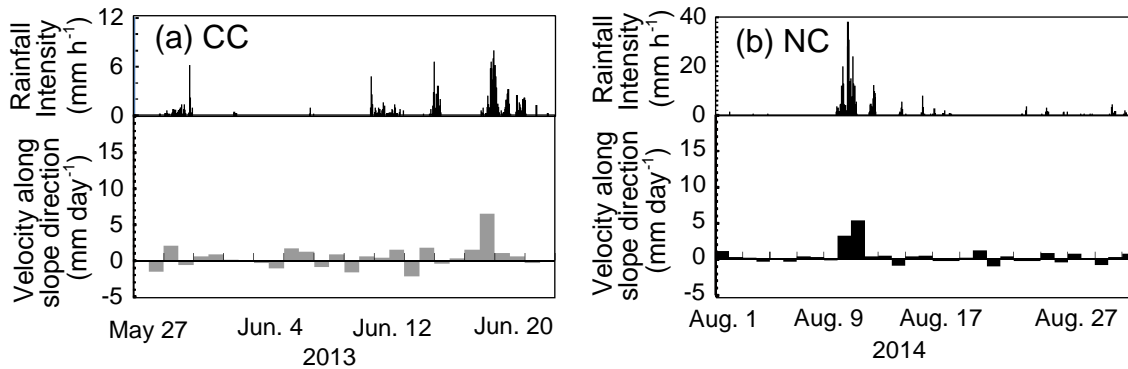 (a) CC
Rainfall
Intensity
(mm h-1)
12
6
0
Velocity along
slope direction
(mm day-1)
15
10
5
0
-5
May 27
Jun. 4
Jun. 12
Jun. 20
2013
(b) NC
Rainfall
Intensity
(mm h-1)
40
20
0
Velocity along
slope direction
(mm day-1)
15
10
5
0
-5
Aug. 1
Aug. 9
Aug. 17
Aug. 27
2014